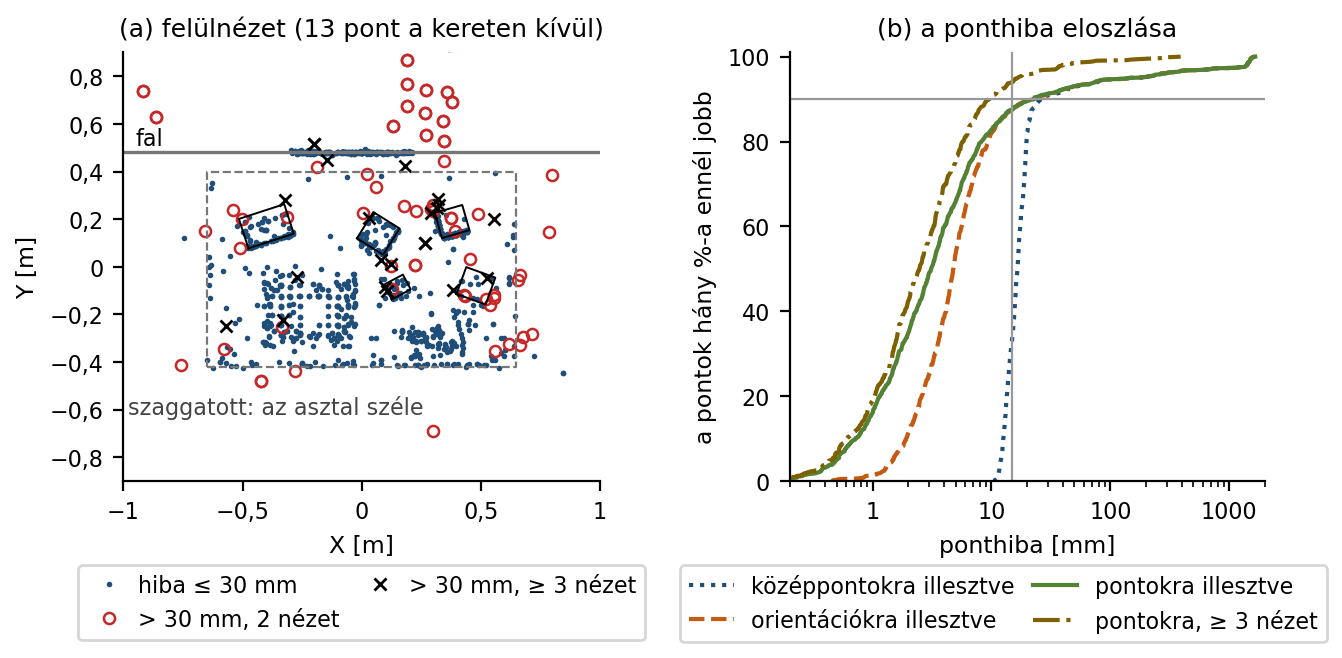 (a) felülnézet (13 pont a kereten kívül)
0,8
0,6
0,4
0,2
0
−0,2
−0,4
−0,6
−0,8
Y [m]
fal
szaggatott: az asztal széle
−1
−0,5
0
0,5
1
X [m]
hiba ≤ 30 mm
> 30 mm, 2 nézet
> 30 mm, ≥ 3 nézet
(b) a ponthiba eloszlása
100
80
60
40
20
0
a pontok hány %-a ennél jobb
1
10
100
1000
ponthiba [mm]
középpontokra illesztve
orientációkra illesztve
pontokra illesztve
pontokra, ≥ 3 nézet